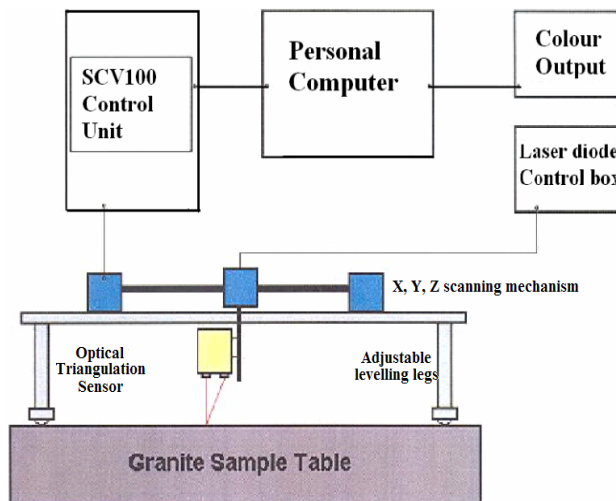 SCV100
Control
Unit
Personal
Computer
Colour
Output
Laser diode
Control box
X, Y, Z scanning mechanism
Optical
Triangulation
Sensor
Adjustable
levelling legs
Granite Sample Table